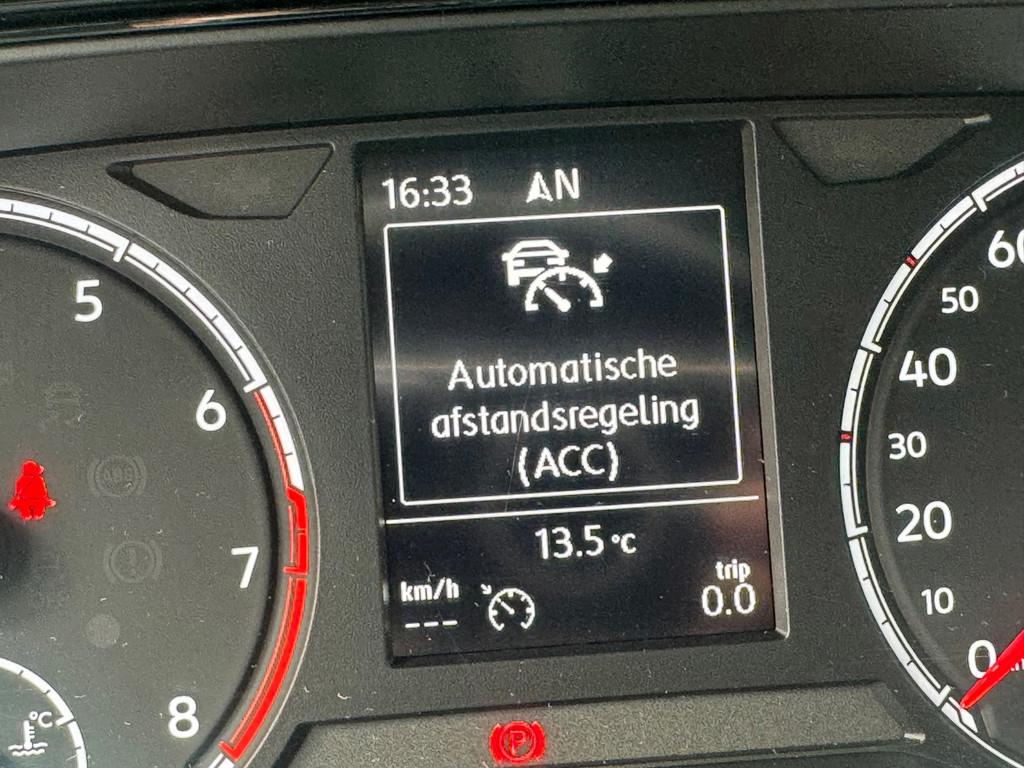 16:33 N
Automatische
afstandsregeling
(ACC)
13.5 °C
km/h
---
trip
0.0
5
6
7
8
°C
60
50
40
30
20
10
0
P